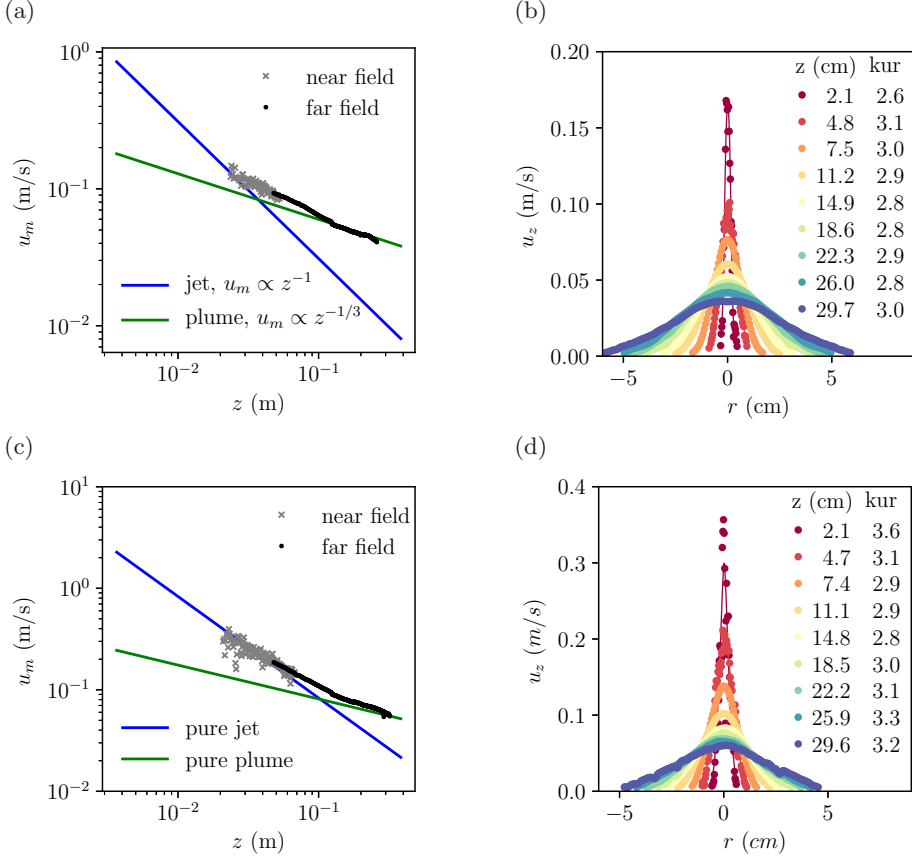 (a)
10⁰
10⁻¹
10⁻²
u_m (m/s)
near field
far field
jet, u_m ∝ z⁻¹
plume, u_m ∝ z⁻¹/³
10⁻²
10⁻¹
z (m)
(b)
0.20
0.15
0.10
0.05
0.00
u_z (m/s)
z (cm) kur
2.1 2.6
4.8 3.1
7.5 3.0
11.2 2.9
14.9 2.8
18.6 2.8
22.3 2.9
26.0 2.8
29.7 3.0
−5 0 5
r (cm)
(c)
10¹
10⁰
10⁻¹
10⁻²
u_m (m/s)
near field
far field
pure jet
pure plume
10⁻²
10⁻¹
z (m)
(d)
0.4
0.3
0.2
0.1
0.0
u_z (m/s)
z (cm) kur
2.1 3.6
4.7 3.1
7.4 2.9
11.1 2.9
14.8 2.8
18.5 3.0
22.2 3.1
25.9 3.3
29.6 3.2
−5 0 5
r (cm)